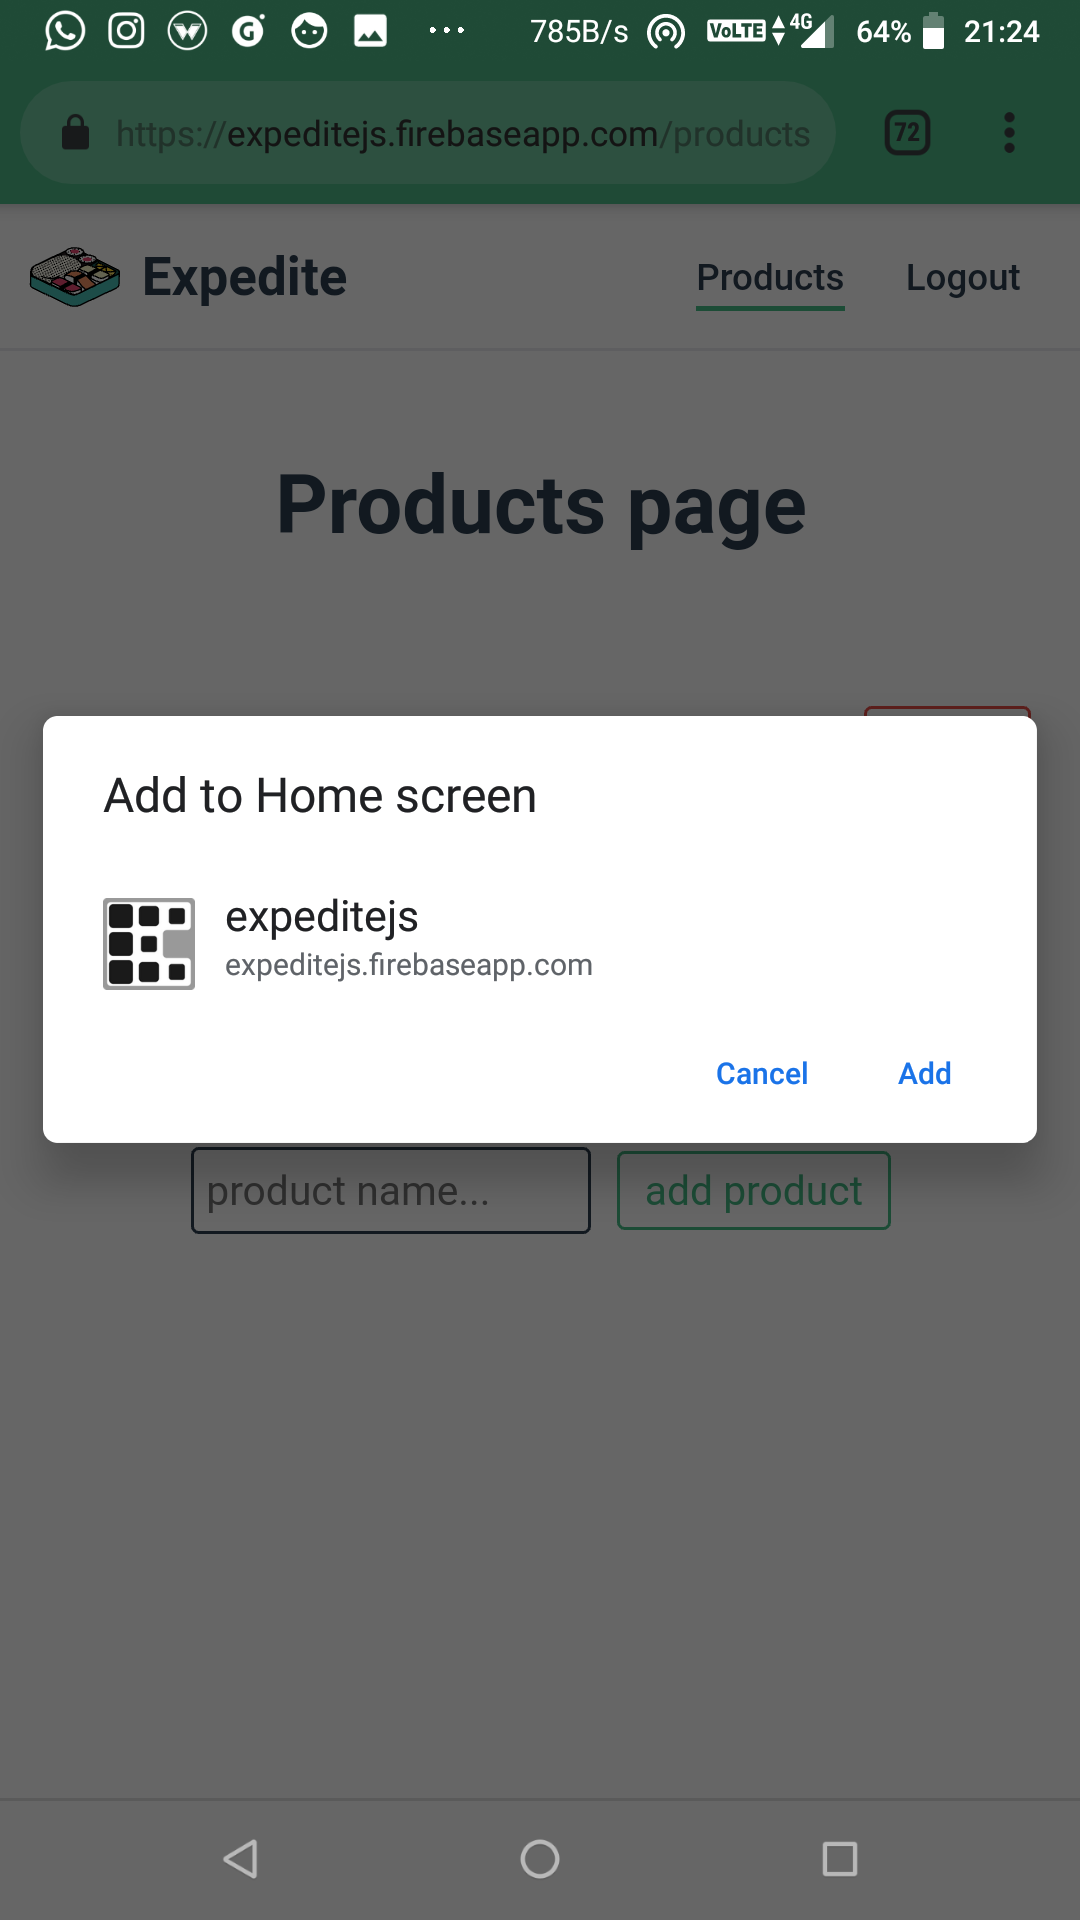 785B/s VoLTE 4G 64% 21:24
https://expeditejs.firebaseapp.com/products 72
Expedite Products Logout
Products page
Add to Home screen
expeditejs
expeditejs.firebaseapp.com
Cancel Add
product name... add product